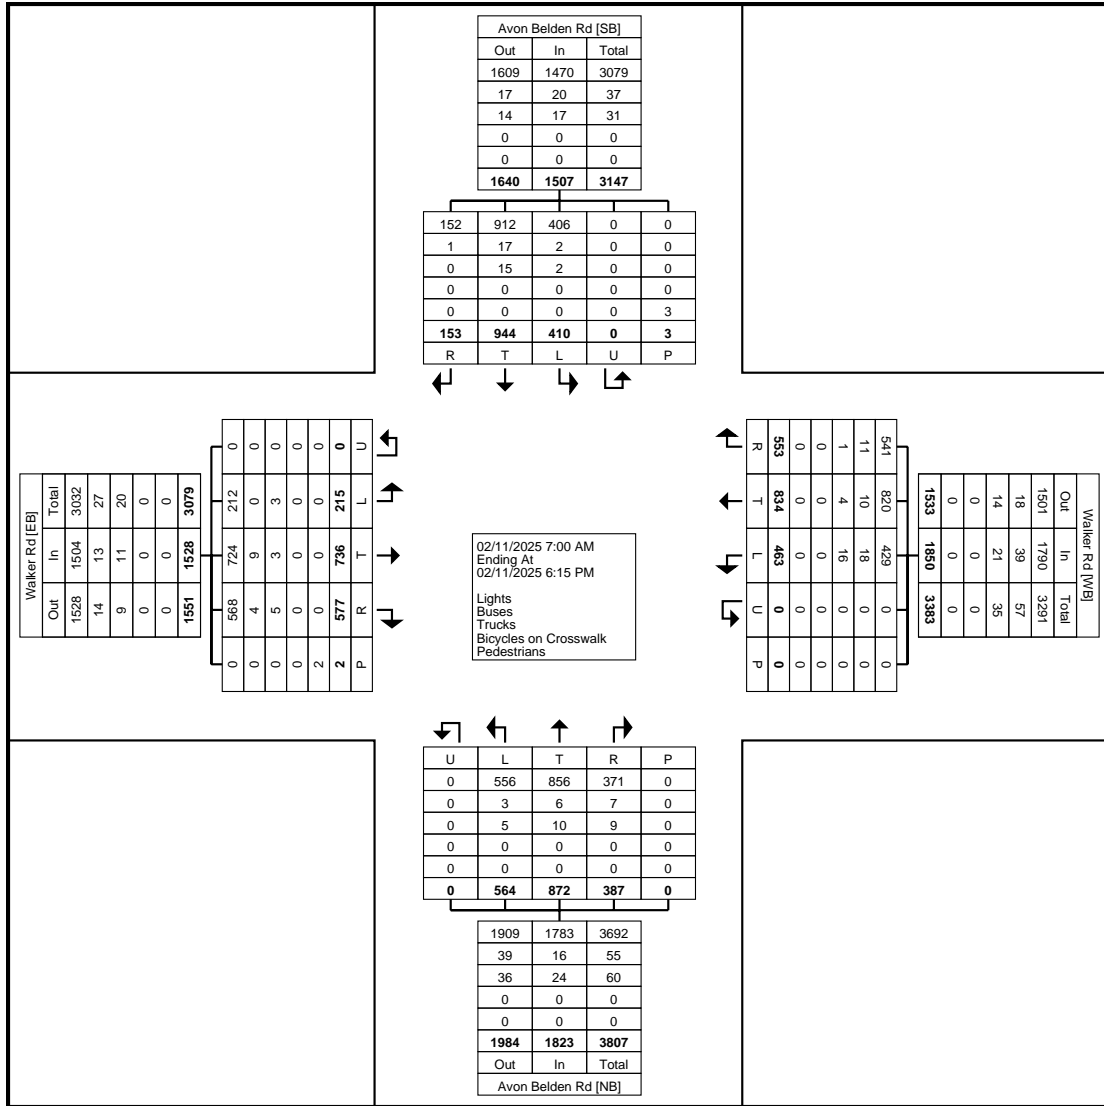 Avon Belden Rd [SB]
Out In Total
1609 1470 3079
17 20 37
14 17 31
0 0 0
0 0 0
1640 1507 3147
152 912 406 0 0
1 17 2 0 0
0 15 2 0 0
0 0 0 0 0
0 0 0 0 3
153 944 410 0 3
R T L U P
Walker Rd [EB]
Total In Out
3032 1504 1528
27 13 14
20 11 9
0 0 0
0 0 0
3079 1528 1551
0 212 724 568 0
0 0 9 4 0
0 3 3 5 0
0 0 0 0 0
0 0 0 0 2
0 215 736 577 2
U L T R P
02/11/2025 7:00 AM
Ending At
02/11/2025 6:15 PM
Lights
Buses
Trucks
Bicycles on Crosswalk
Pedestrians
R T L U P
553 834 463 0 0
0 0 0 0 0
0 0 0 0 0
1 4 16 0 0
11 10 18 0 0
541 820 429 0 0
Walker Rd [WB]
Out In Total
1501 1790 3291
18 39 57
14 21 35
0 0 0
0 0 0
1533 1850 3383
U L T R P
0 556 856 371 0
0 3 6 7 0
0 5 10 9 0
0 0 0 0 0
0 0 0 0 0
0 564 872 387 0
1909 1783 3692
39 16 55
36 24 60
0 0 0
0 0 0
1984 1823 3807
Out In Total
Avon Belden Rd [NB]